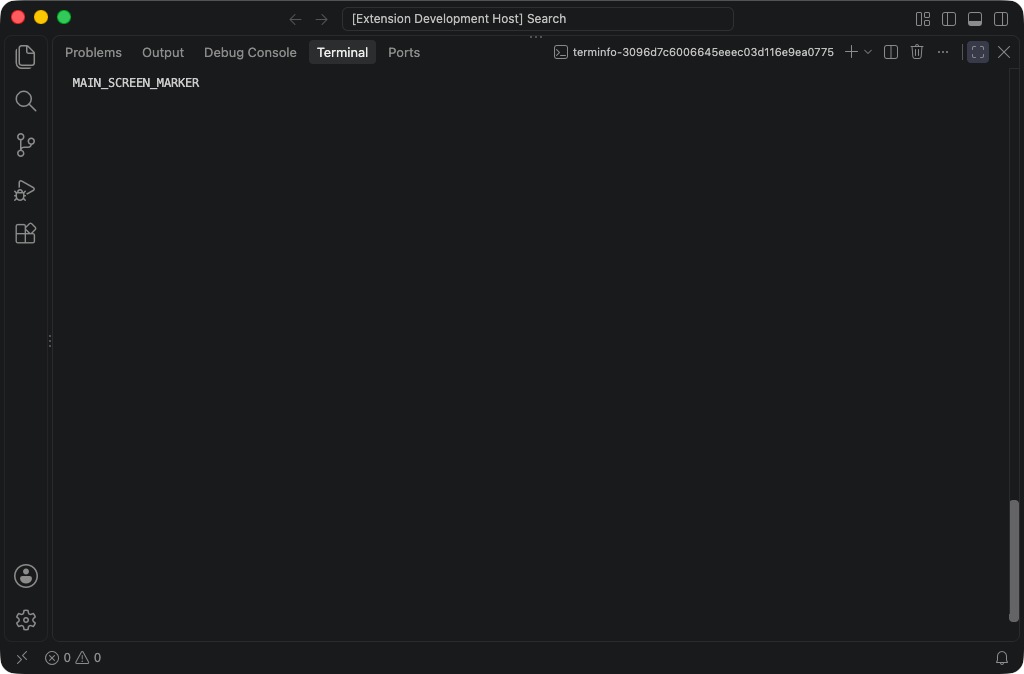 [Extension Development Host] Search
Problems Output Debug Console Terminal Ports terminfo-3096d7c6006645eeec03d116e9ea0775
MAIN_SCREEN_MARKER
0 0